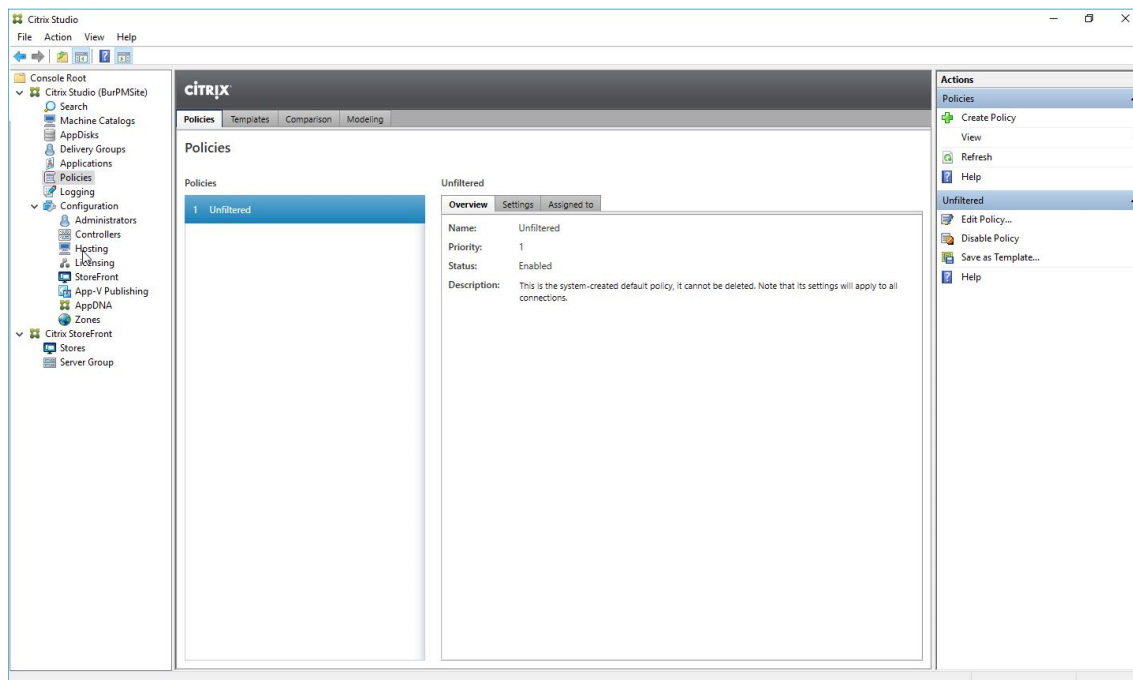 Citrix Studio
File Action View Help
Console Root
Citrix Studio (BurPMSite)
Search
Machine Catalogs
AppDisks
Delivery Groups
Applications
Policies
Logging
Configuration
Administrators
Controllers
Hosting
Licensing
StoreFront
App-V Publishing
AppDNA
Zones
Citrix StoreFront
Stores
Server Group
CITRIX
Policies Templates Comparison Modeling
Policies
Policies
1 Unfiltered
Unfiltered
Overview Settings Assigned to
Name: Unfiltered
Priority: 1
Status: Enabled
Description: This is the system-created default policy, it cannot be deleted. Note that its settings will apply to all
connections.
Actions
Policies
Create Policy
View
Refresh
Help
Unfiltered
Edit Policy...
Disable Policy
Save as Template...
Help